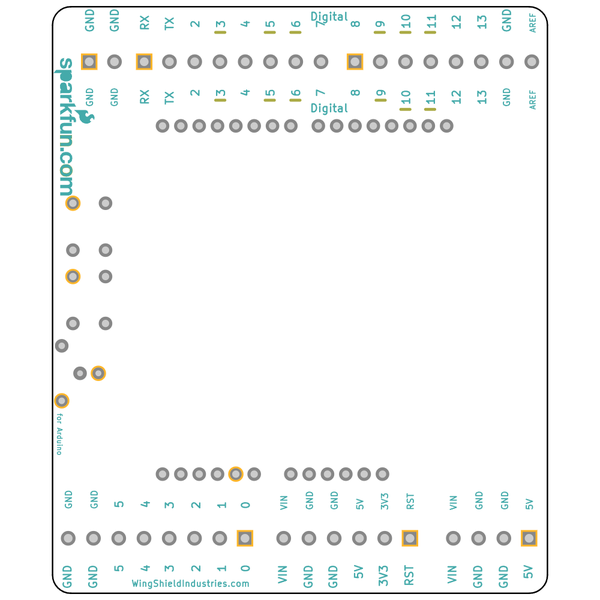 Digital
GND GND RX TX 2 3 4 5 6 7 8 9 10 11 12 13 GND AREF
GND GND RX TX 2 3 4 5 6 7 8 9 10 11 12 13 GND AREF
Digital
sparkfun.com
for Arduino
GND GND 5 4 3 2 1 0 VIN GND GND 5V 3V3 RST VIN GND GND 5V
GND GND 5 4 3 2 1 0 VIN GND GND 5V 3V3 RST VIN GND GND 5V
WingShieldIndustries.com